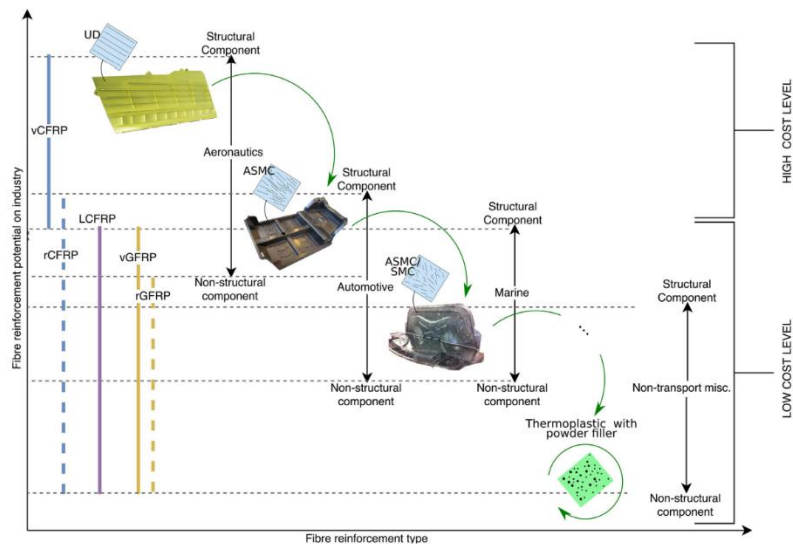 UD
Structural
Component
vCFRP
Aeronautics
HIGH COST LEVEL
ASMC
Structural
Component
LCFRP
rCFRP
vGFRP
rGFRP
Non-structural
component
Automotive
Structural
Component
ASMC/
SMC
Marine
Structural
Component
Non-structural
component
Non-structural
component
Non-transport misc.
LOW COST LEVEL
Thermoplastic with
powder filler
Non-structural
component
Fibre reinforcement potential on industry
Fibre reinforcement type